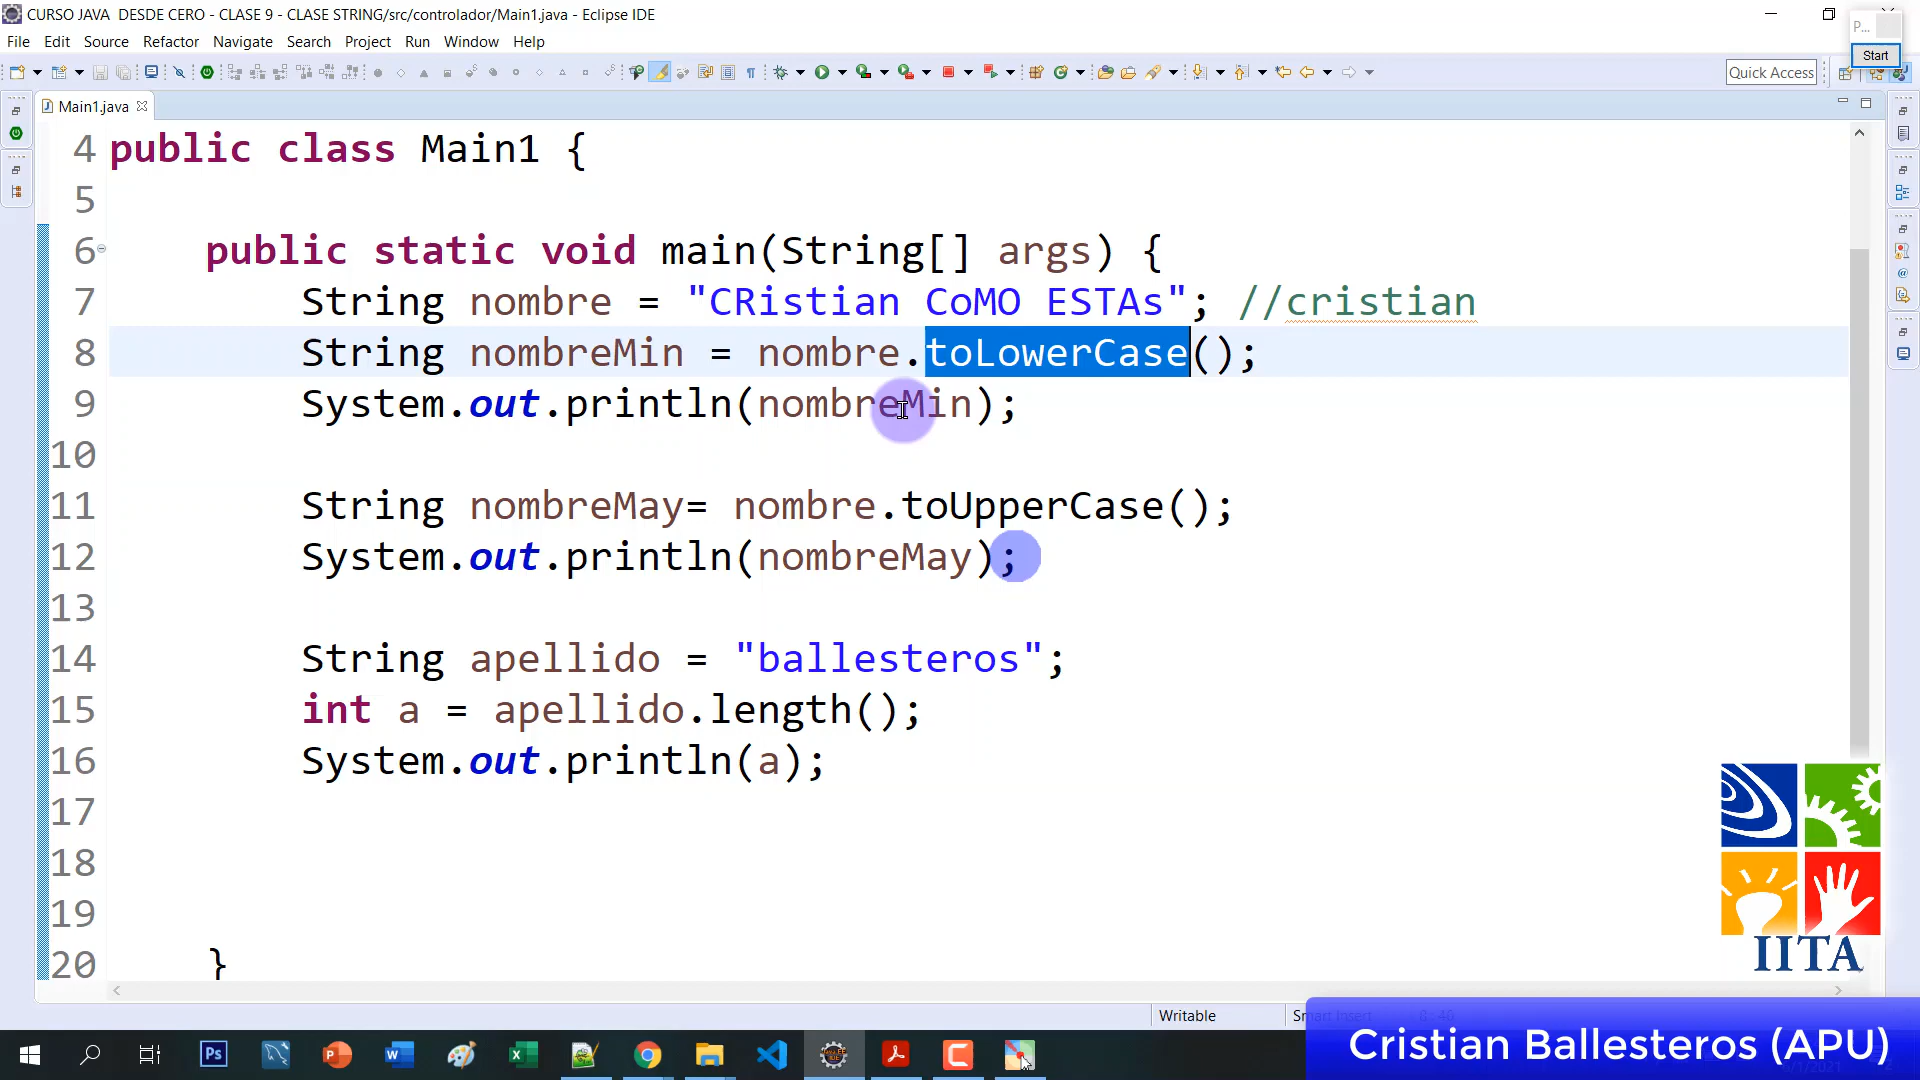 CURSO JAVA  DESDE CERO - CLASE 9 - CLASE STRING/src/controlador/Main1.java - Eclipse IDE
P...
File Edit Source Refactor Navigate Search Project Run Window Help
Start
Quick Access
Main1.java
4 public class Main1 {
5
6 public static void main(String[] args) {
7 String nombre = "CRistian CoMO ESTAs"; //cristian
8 String nombreMin = nombre.toLowerCase();
9 System.out.println(nombreMin);
10
11 String nombreMay= nombre.toUpperCase();
12 System.out.println(nombreMay);
13
14 String apellido = "ballesteros";
15 int a = apellido.length();
16 System.out.println(a);
17
18
19
20 }
IITA
Writable
Cristian Ballesteros (APU)
Ps